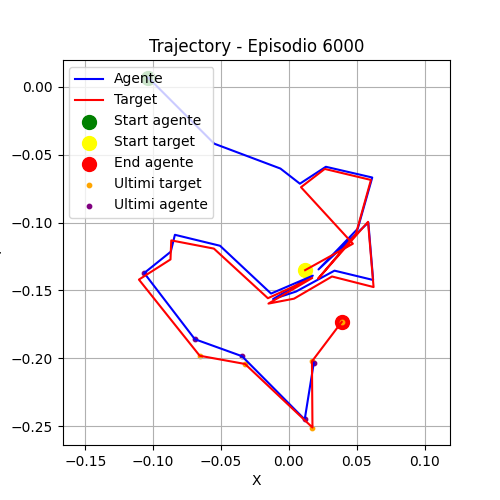 Trajectory - Episodio 6000
Agente
Target
Start agente
Start target
End agente
Ultimi target
Ultimi agente
0.00
−0.05
−0.10
−0.15
−0.20
−0.25
−0.15
−0.10
−0.05
0.00
0.05
0.10
X